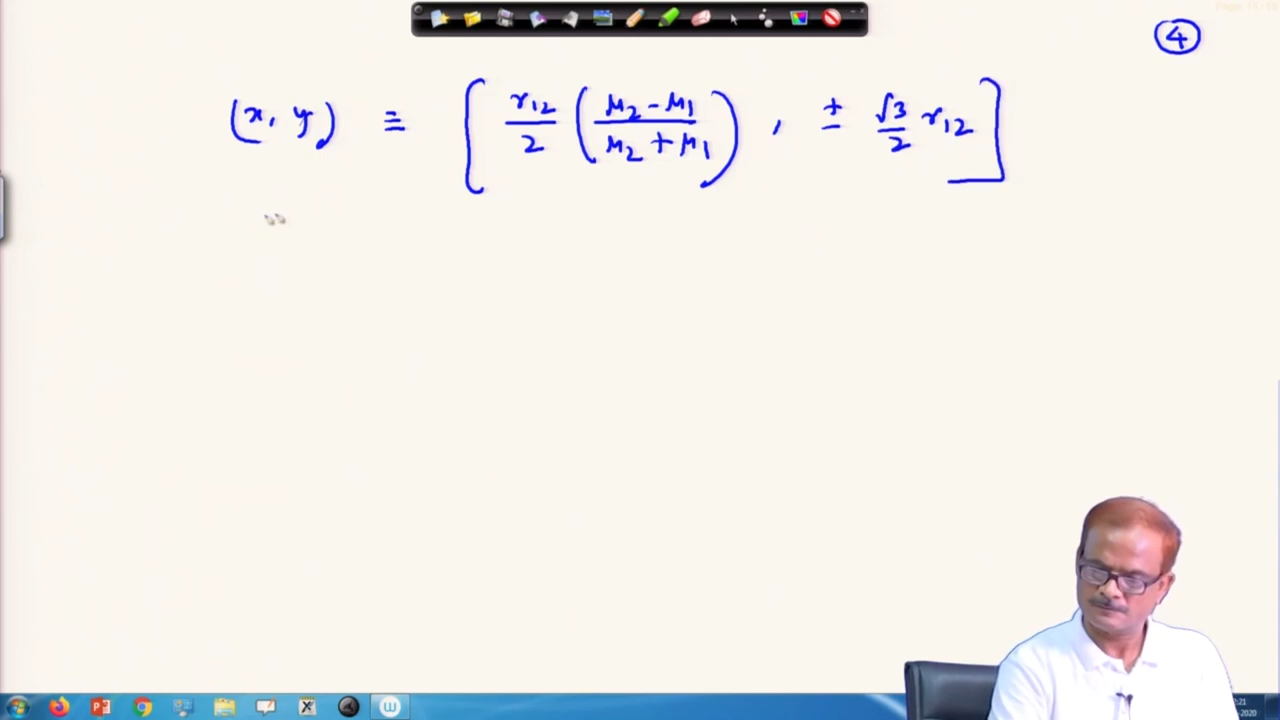 ④
(x, y) ≡ [ r₁₂/2 ( (μ₂ − μ₁)/(μ₂ + μ₁) ) , ± √3/2 r₁₂ ]